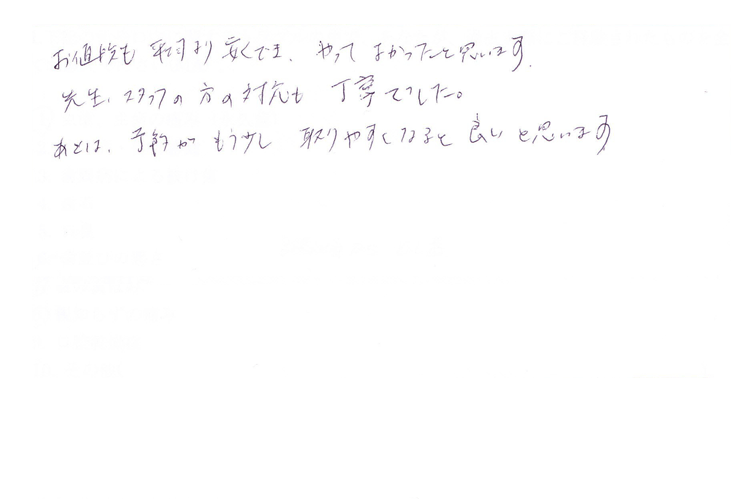 お値段も 予想より 安くでき、やって よかったと思います。
先生、スタッフの 方の対応も 丁寧でした。
あとは、予約が もう少し 取りやすくなると 良いと思います